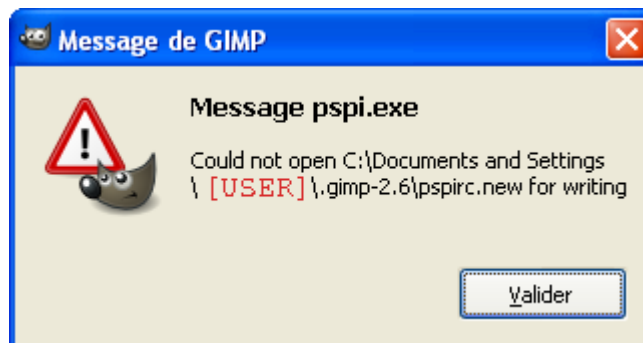 Message de GIMP
Message pspi.exe
Could not open C:\Documents and Settings
\ [USER]\.gimp-2.6\pspirc.new for writing
Valider